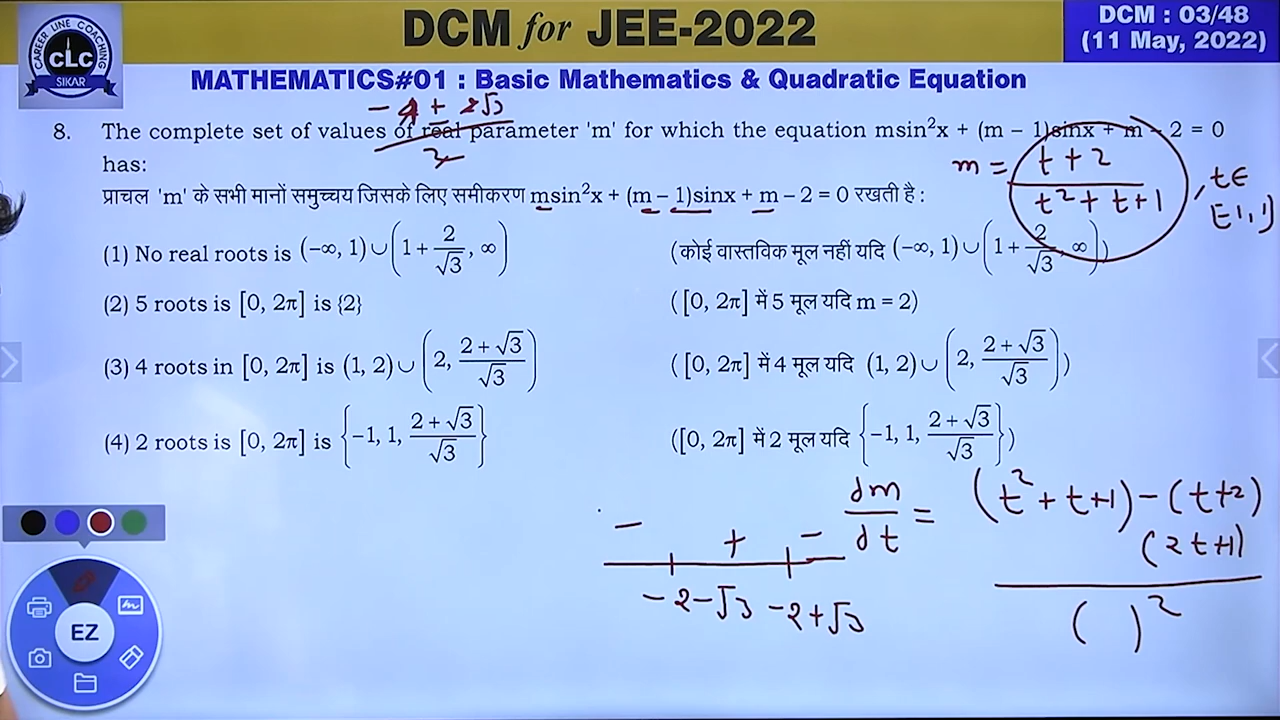 CAREER LINE COACHING
CLC
SIKAR
DCM for JEE-2022
DCM : 03/48
(11 May, 2022)
MATHEMATICS#01 : Basic Mathematics & Quadratic Equation
− 4 ± 2√3
2
8. The complete set of values of real parameter 'm' for which the equation msin²x + (m − 1)sinx + m − 2 = 0
has:
m = (t + 2)/(t² + t + 1), t ∈ [-1, 1]
प्राचल 'm' के सभी मानों समुच्चय जिसके लिए समीकरण msin²x + (m − 1)sinx + m − 2 = 0 रखती है :
(1) No real roots is (−∞, 1) ∪ (1 + 2/√3, ∞) (कोई वास्तविक मूल नहीं यदि (−∞, 1) ∪ (1 + 2/√3, ∞))
(2) 5 roots is [0, 2π] is {2} ([0, 2π] में 5 मूल यदि m = 2)
(3) 4 roots in [0, 2π] is (1, 2) ∪ (2, (2 + √3)/√3) ([0, 2π] में 4 मूल यदि (1, 2) ∪ (2, (2 + √3)/√3))
(4) 2 roots is [0, 2π] is {−1, 1, (2 + √3)/√3} ([0, 2π] में 2 मूल यदि {−1, 1, (2 + √3)/√3})
dm/dt = ((t² + t + 1) − (t + 2)(2t + 1))/( )²
− + −
−2−√3 −2+√3
EZ